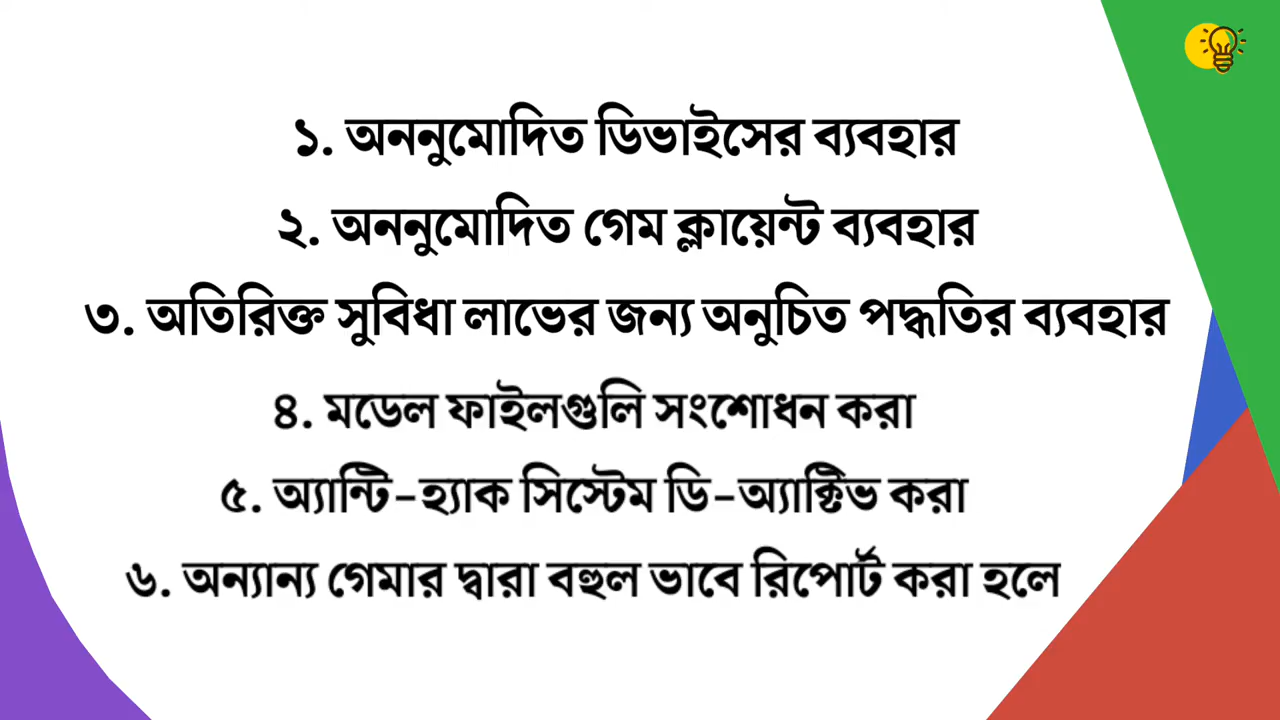 ১. অননুমোদিত ডিভাইসের ব্যবহার
২. অননুমোদিত গেম ক্লায়েন্ট ব্যবহার
৩. অতিরিক্ত সুবিধা লাভের জন্য অনুচিত পদ্ধতির ব্যবহার
৪. মডেল ফাইলগুলি সংশোধন করা
৫. অ্যান্টি-হ্যাক সিস্টেম ডি-অ্যাক্টিভ করা
৬. অন্যান্য গেমার দ্বারা বহুল ভাবে রিপোর্ট করা হলে